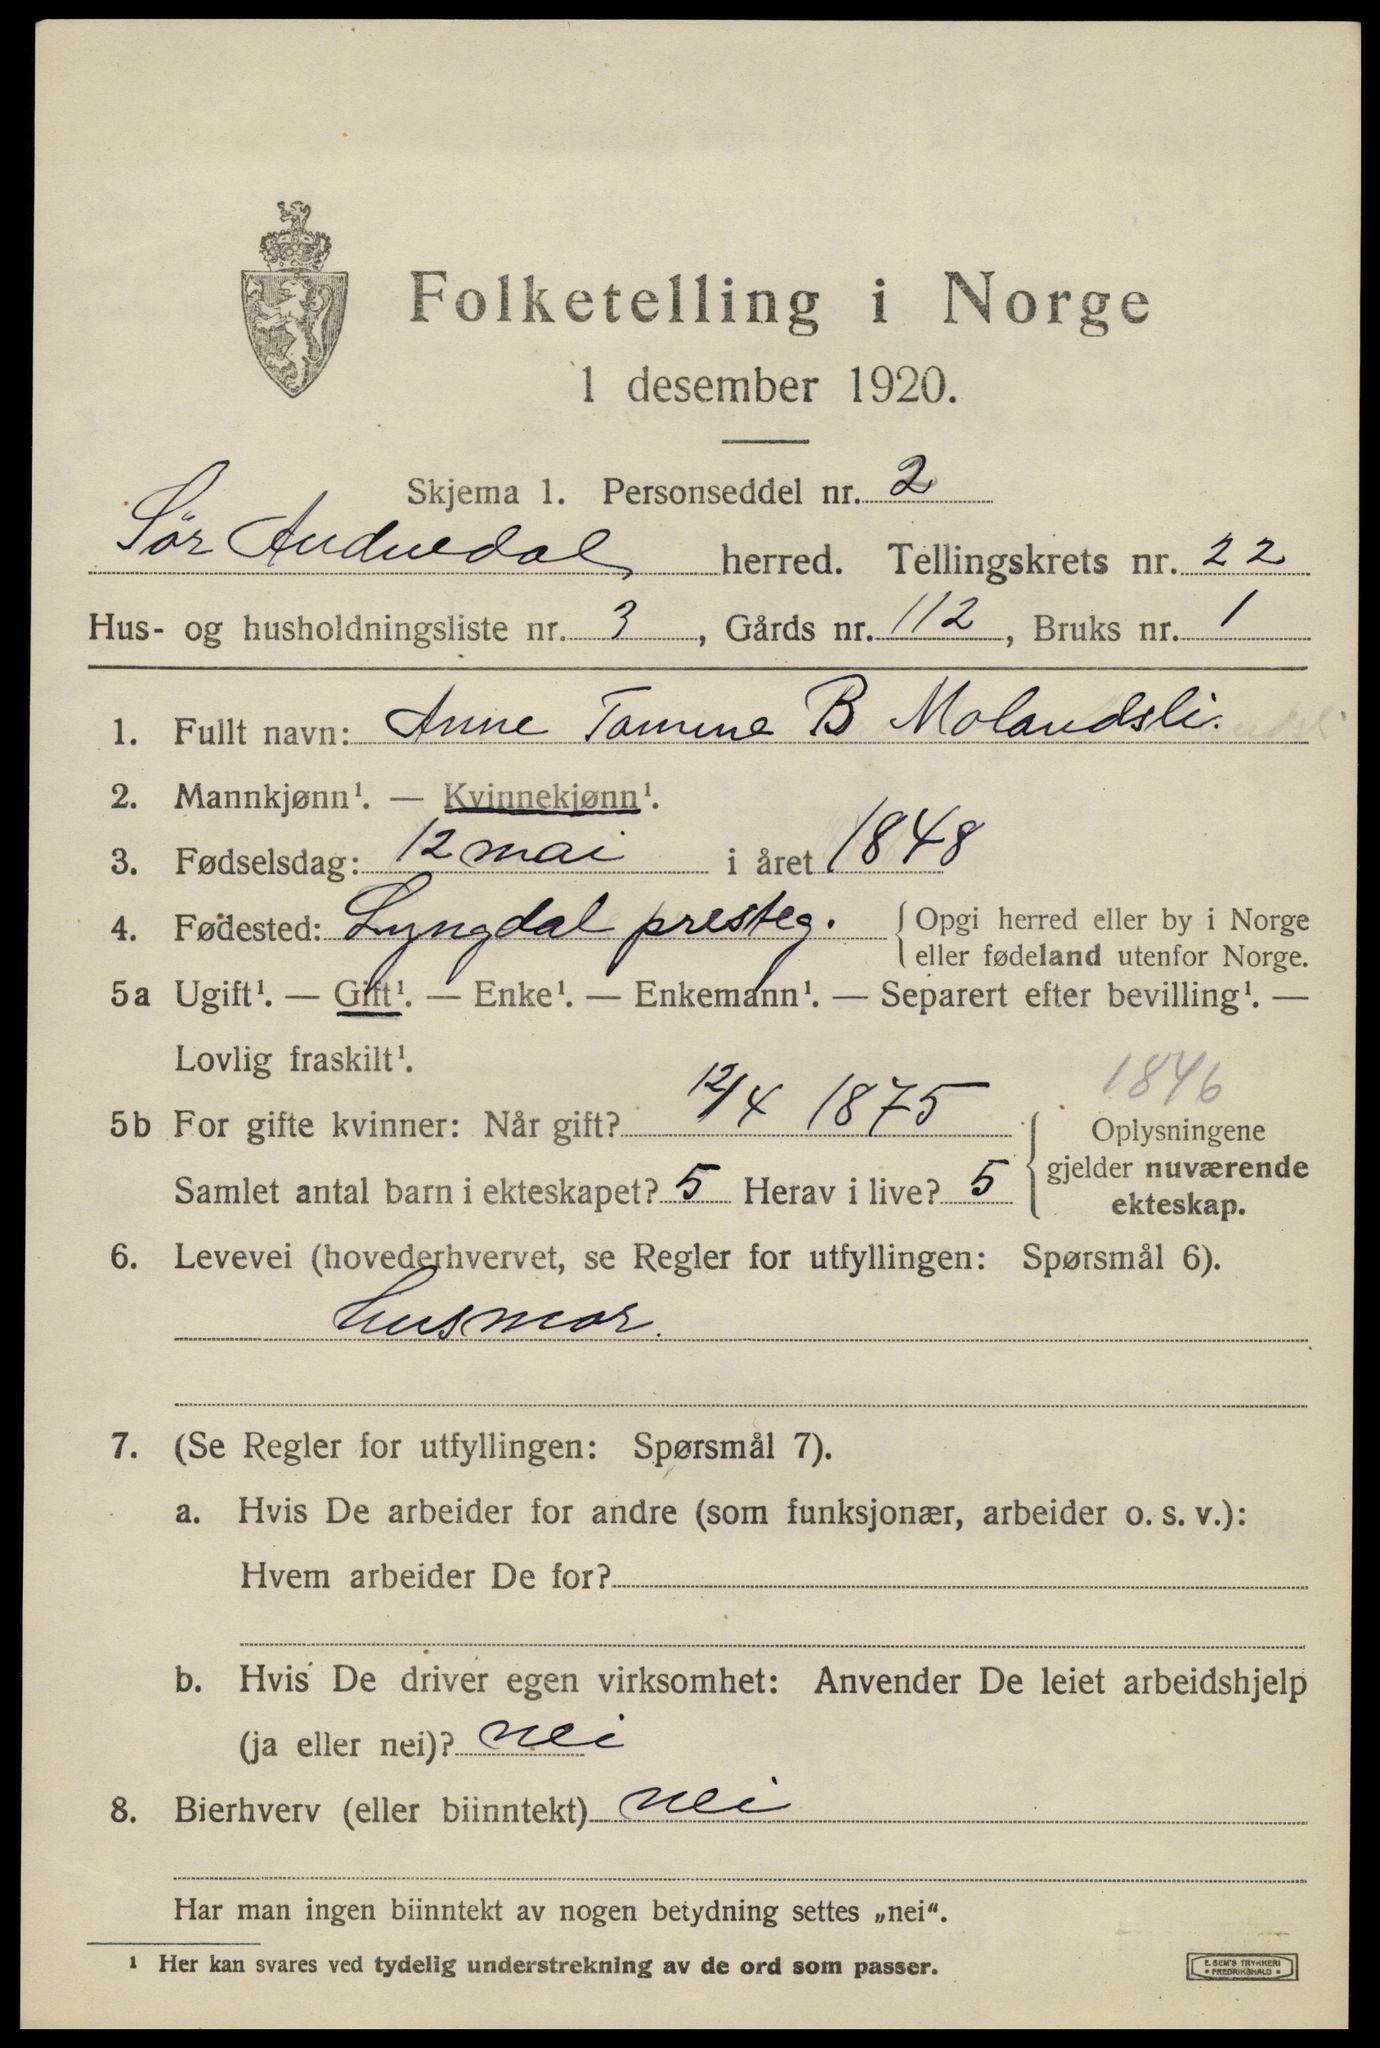 Folketelling i Norge
1 desember 1920.
Skjema 1. Personseddel nr. 2
Sör Audnedal herred. Tellingskrets nr. 22
Hus- og husholdningsliste nr. 3, Gårds nr. 112, Bruks nr. 1
1. Fullt navn: Anne Tomine B Molandsli.
2. Mannkjønn¹. — Kvinnekjønn¹.
3. Fødselsdag: 12 mai i året 1848
4. Fødested: Lyngdal presteg. Opgi herred eller by i Norge
eller fødeland utenfor Norge.
5a Ugift¹. — Gift¹. — Enke¹. — Enkemann¹. — Separert efter bevilling¹. —
Lovlig fraskilt¹.
1846
5b For gifte kvinner: Når gift? 12/4 1875 Oplysningene
gjelder nuværende
ekteskap.
Samlet antal barn i ekteskapet? 5 Herav i live? 5
6. Levevei (hovederhvervet, se Regler for utfyllingen: Spørsmål 6).
Husmor.
7. (Se Regler for utfyllingen: Spørsmål 7).
a. Hvis De arbeider for andre (som funksjonær, arbeider o. s. v.):
Hvem arbeider De for?
b. Hvis De driver egen virksomhet: Anvender De leiet arbeidshjelp
(ja eller nei)? nei
8. Bierhverv (eller biinntekt) nei
Har man ingen biinntekt av nogen betydning settes „nei".
¹ Her kan svares ved tydelig understrekning av de ord som passer.
E. SEM'S TRYKKERI
• FREDRIKSHALD •